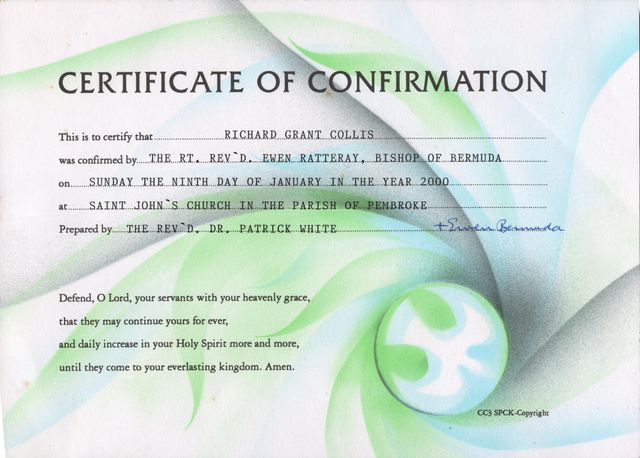 CERTIFICATE OF CONFIRMATION
This is to certify that RICHARD GRANT COLLIS
was confirmed by THE RT. REV`D. EWEN RATTERAY, BISHOP OF BERMUDA
on SUNDAY THE NINTH DAY OF JANUARY IN THE YEAR 2000
at SAINT JOHN`S CHURCH IN THE PARISH OF PEMBROKE
Prepared by THE REV`D. DR. PATRICK WHITE +Ewen Bermuda
Defend, O Lord, your servants with your heavenly grace,
that they may continue yours for ever,
and daily increase in your Holy Spirit more and more,
until they come to your everlasting kingdom. Amen.
CC3 SPCK-Copyright